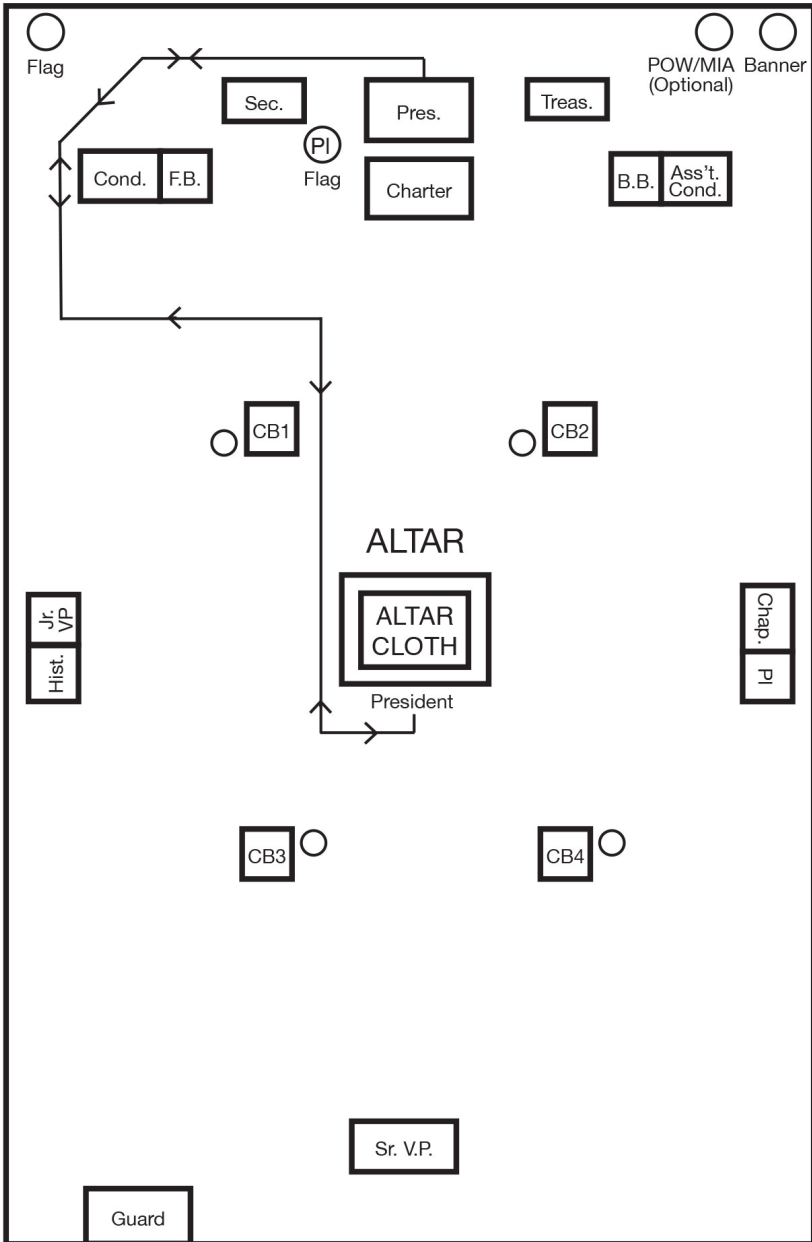 Flag
POW/MIA
(Optional)
Banner
Sec.
Pres.
Treas.
PI
Flag
Cond.
F.B.
Charter
B.B.
Ass't.
Cond.
CB1
CB2
ALTAR
ALTAR
CLOTH
Jr.
VP
Hist.
Chap.
PI
President
CB3
CB4
Sr. V.P.
Guard